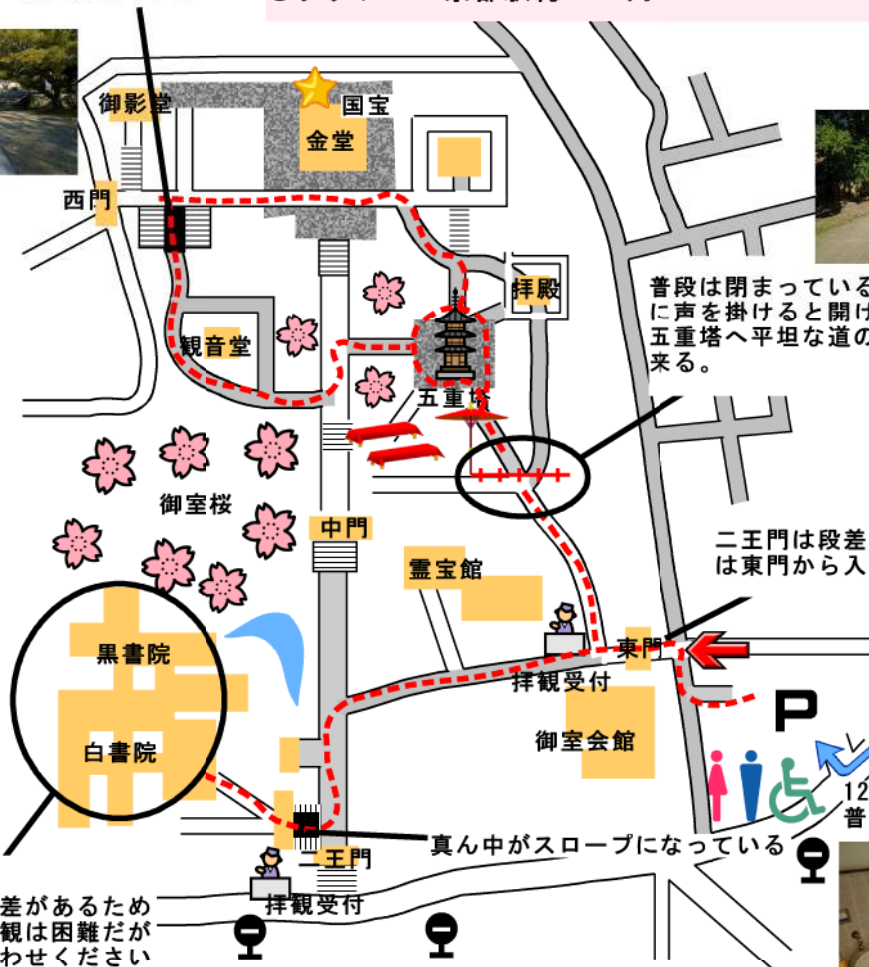 御影堂
国宝
金堂
西門
拝殿
観音堂
五重塔
普段は閉まっている
に声を掛けると開け
五重塔へ平坦な道の
来る。
御室桜
中門
霊宝館
二王門は段差
は東門から入
東門
拝観受付
黒書院
白書院
御室会館
P
12
普
真ん中がスロープになっている
二王門
拝観受付
差があるため
観は困難だが
わせください